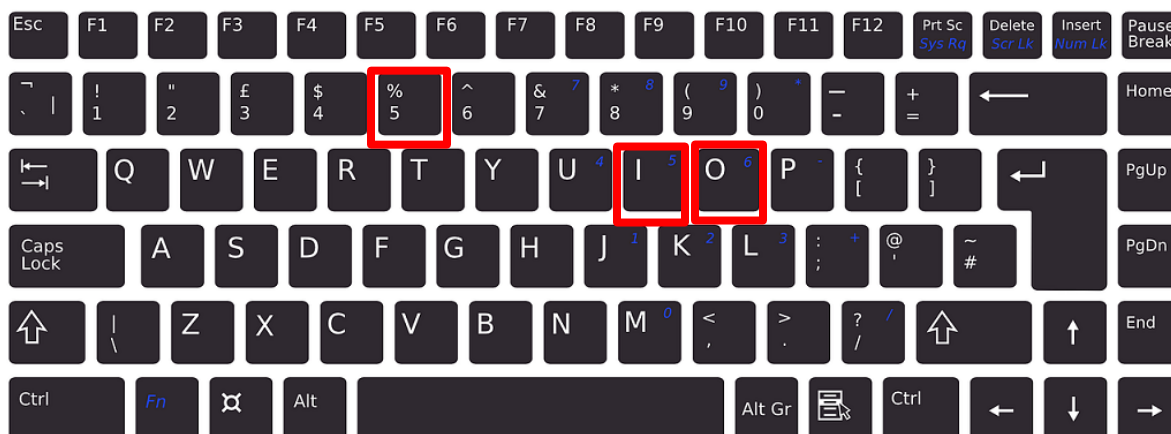 Esc F1 F2 F3 F4 F5 F6 F7 F8 F9 F10 F11 F12 Prt Sc Delete Insert Pause
Sys Rq Scr Lk Num Lk Break
¬ ! " £ $ % ^ & 7 * 8 ( 9 ) * — + Home
` | 1 2 3 4 5 6 7 8 9 0 - =
Q W E R T Y U 4 I 5 O 6 P - { } PgUp
[ ]
Caps A S D F G H J 1 K 2 L 3 : + @ ~ PgDn
Lock ; ' #
| Z X C V B N M 0 < > ? / End
\ , . /
Ctrl Fn Alt Alt Gr Ctrl